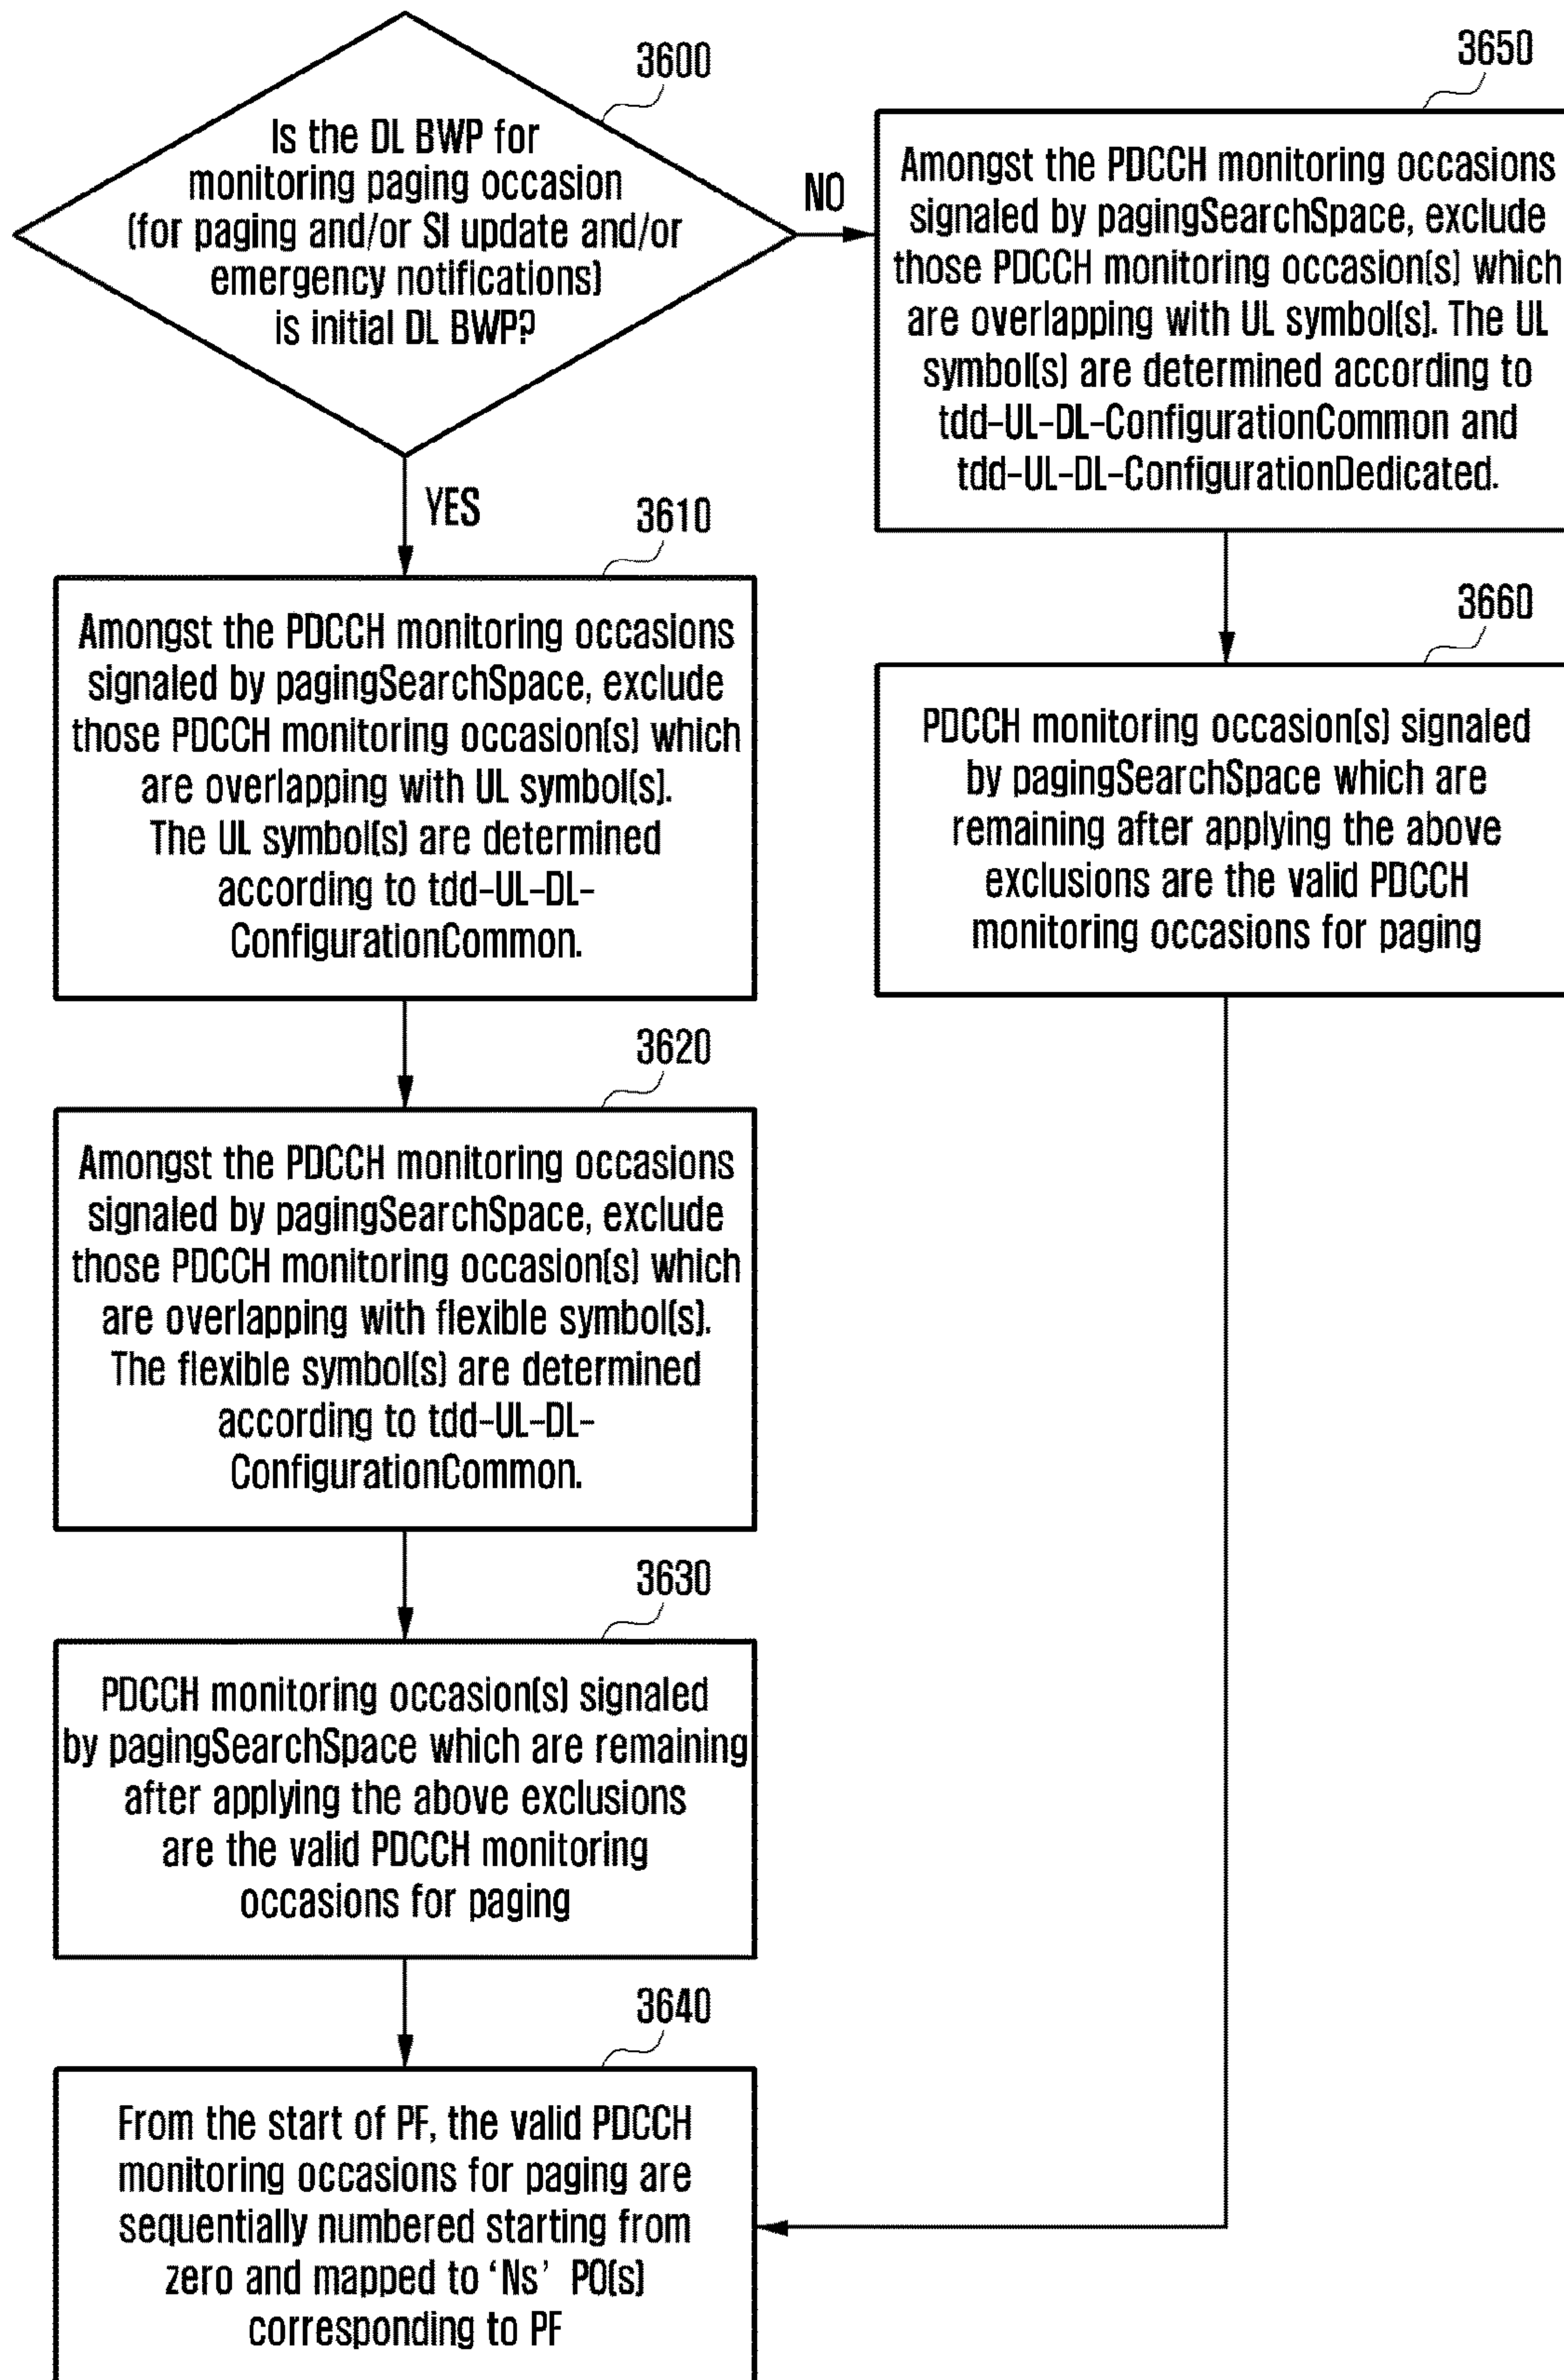 3600
Is the DL BWP for
monitoring paging occasion
(for paging and/or SI update and/or
emergency notifications)
is initial DL BWP?
NO
YES
3610
Amongst the PDCCH monitoring occasions
signaled by pagingSearchSpace, exclude
those PDCCH monitoring occasion(s) which
are overlapping with UL symbol(s).
The UL symbol(s) are determined
according to tdd-UL-DL-
ConfigurationCommon.
3620
Amongst the PDCCH monitoring occasions
signaled by pagingSearchSpace, exclude
those PDCCH monitoring occasion(s) which
are overlapping with flexible symbol(s).
The flexible symbol(s) are determined
according to tdd-UL-DL-
ConfigurationCommon.
3630
PDCCH monitoring occasion(s) signaled
by pagingSearchSpace which are remaining
after applying the above exclusions
are the valid PDCCH monitoring
occasions for paging
3640
From the start of PF, the valid PDCCH
monitoring occasions for paging are
sequentially numbered starting from
zero and mapped to ‘Ns’ PO(s)
corresponding to PF
3650
Amongst the PDCCH monitoring occasions
signaled by pagingSearchSpace, exclude
those PDCCH monitoring occasion(s) which
are overlapping with UL symbol(s). The UL
symbol(s) are determined according to
tdd-UL-DL-ConfigurationCommon and
tdd-UL-DL-ConfigurationDedicated.
3660
PDCCH monitoring occasion(s) signaled
by pagingSearchSpace which are
remaining after applying the above
exclusions are the valid PDCCH
monitoring occasions for paging